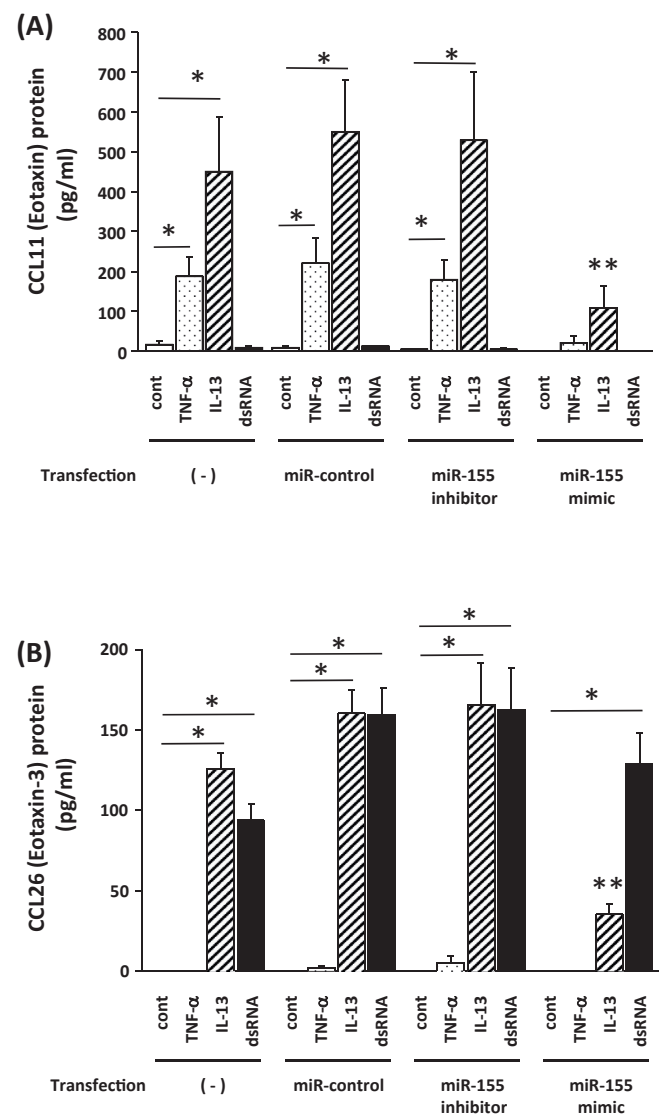 (A)
CCL11 (Eotaxin) protein
(pg/ml)
800
700
600
500
400
300
200
100
0
* * * * * * **
cont TNF-α IL-13 dsRNA cont TNF-α IL-13 dsRNA cont TNF-α IL-13 dsRNA cont TNF-α IL-13 dsRNA
Transfection (-) miR-control miR-155 miR-155
inhibitor mimic
(B)
CCL26 (Eotaxin-3) protein
(pg/ml)
200
150
100
50
0
* * * * * * * **
cont TNF-α IL-13 dsRNA cont TNF-α IL-13 dsRNA cont TNF-α IL-13 dsRNA cont TNF-α IL-13 dsRNA
Transfection (-) miR-control miR-155 miR-155
inhibitor mimic